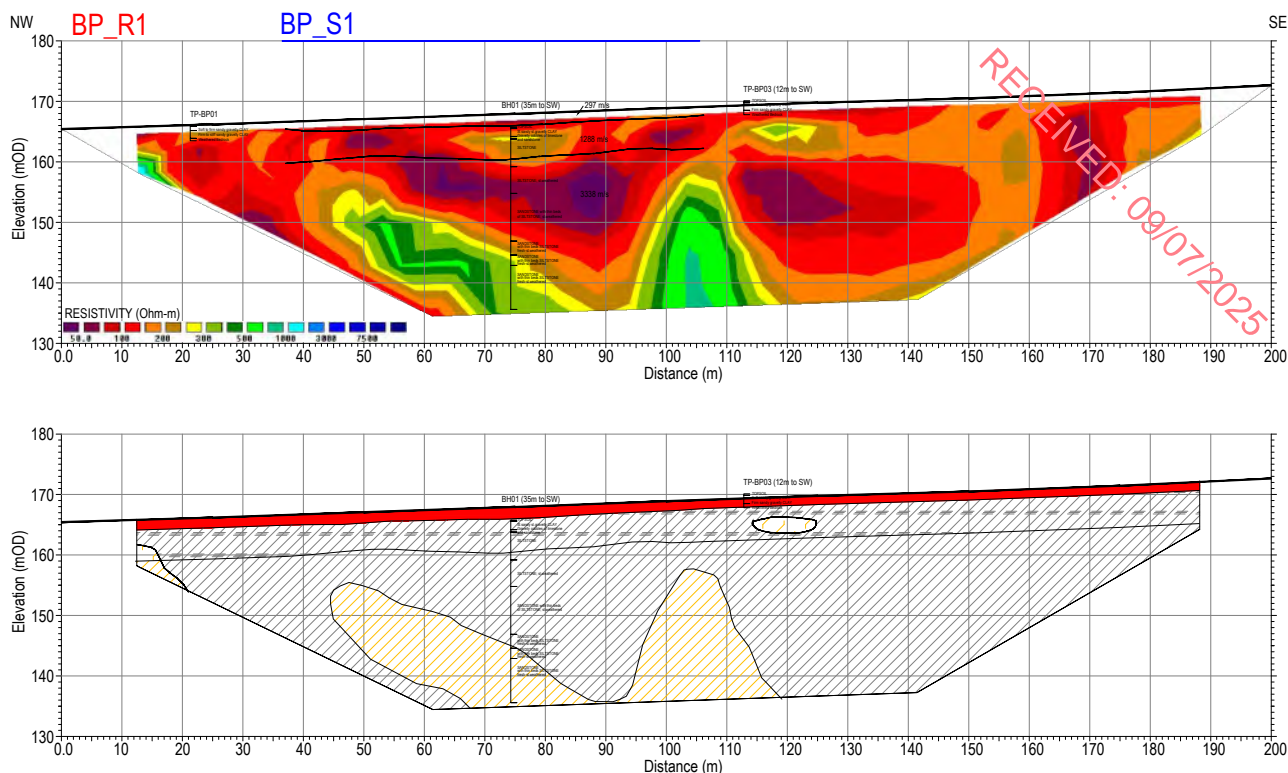 NW
BP_R1
BP_S1
SE
RECEIVED: 09/07/2025
180
170
160
150
140
130
Elevation (mOD)
TP-BP01
BH01 (35m to SW)
297 m/s
TP-BP03 (12m to SW)
1268 m/s
SILTSTONE
3338 m/s
RESISTIVITY (Ohm-m)
50.0 100 200 300 500 1000 3000 7500
0.0 10 20 30 40 50 60 70 80 90 100 110 120 130 140 150 160 170 180 190 200
Distance (m)
180
170
160
150
140
130
Elevation (mOD)
BH01 (35m to SW)
TP-BP03 (12m to SW)
SILTSTONE
0.0 10 20 30 40 50 60 70 80 90 100 110 120 130 140 150 160 170 180 190 200
Distance (m)